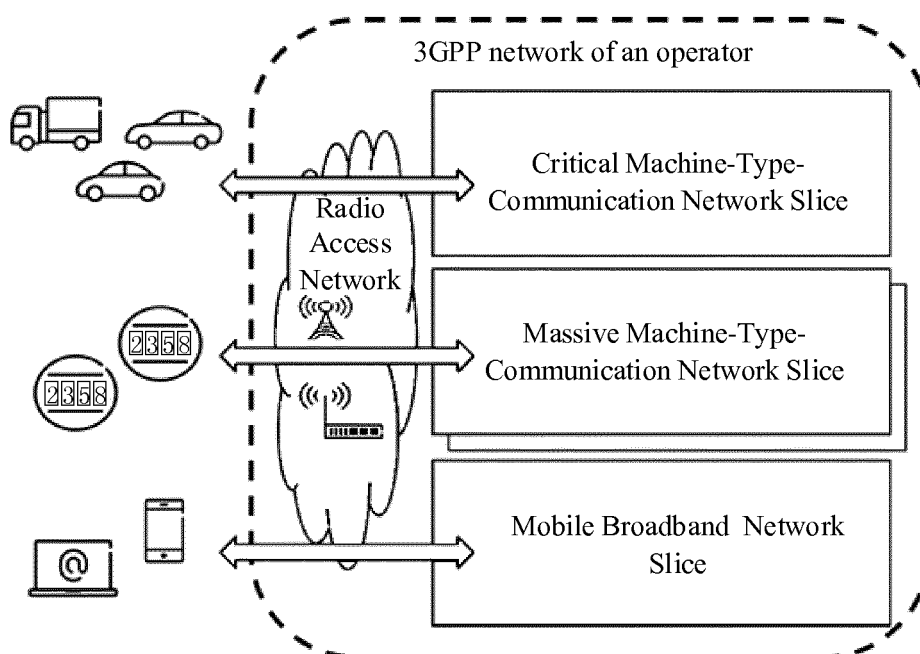 3GPP network of an operator
Critical Machine-Type-
Communication Network Slice
Radio
Access
Network
Massive Machine-Type-
Communication Network Slice
2358
2358
Mobile Broadband Network
Slice
@